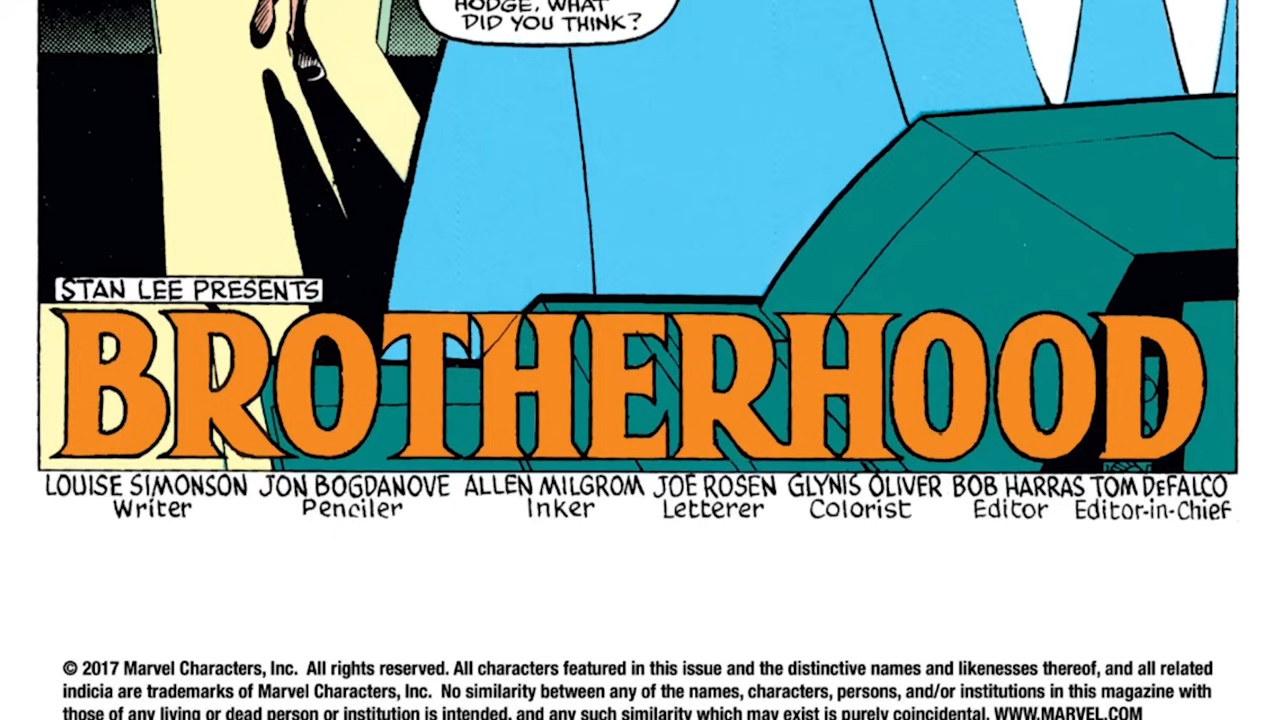 HODGE, WHAT
DID YOU THINK?
STAN LEE PRESENTS
BROTHERHOOD
LOUISE SIMONSON JON BOGDANOVE ALLEN MILGROM JOE ROSEN GLYNIS OLIVER BOB HARRAS TOM DeFALCO
Writer Penciler Inker Letterer Colorist Editor Editor-in-Chief
© 2017 Marvel Characters, Inc. All rights reserved. All characters featured in this issue and the distinctive names and likenesses thereof, and all related
indicia are trademarks of Marvel Characters, Inc. No similarity between any of the names, characters, persons, and/or institutions in this magazine with
those of any living or dead person or institution is intended, and any such similarity which may exist is purely coincidental. WWW.MARVEL.COM